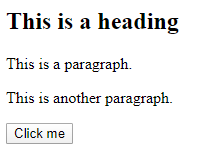 This is a heading
This is a paragraph.
This is another paragraph.
Click me